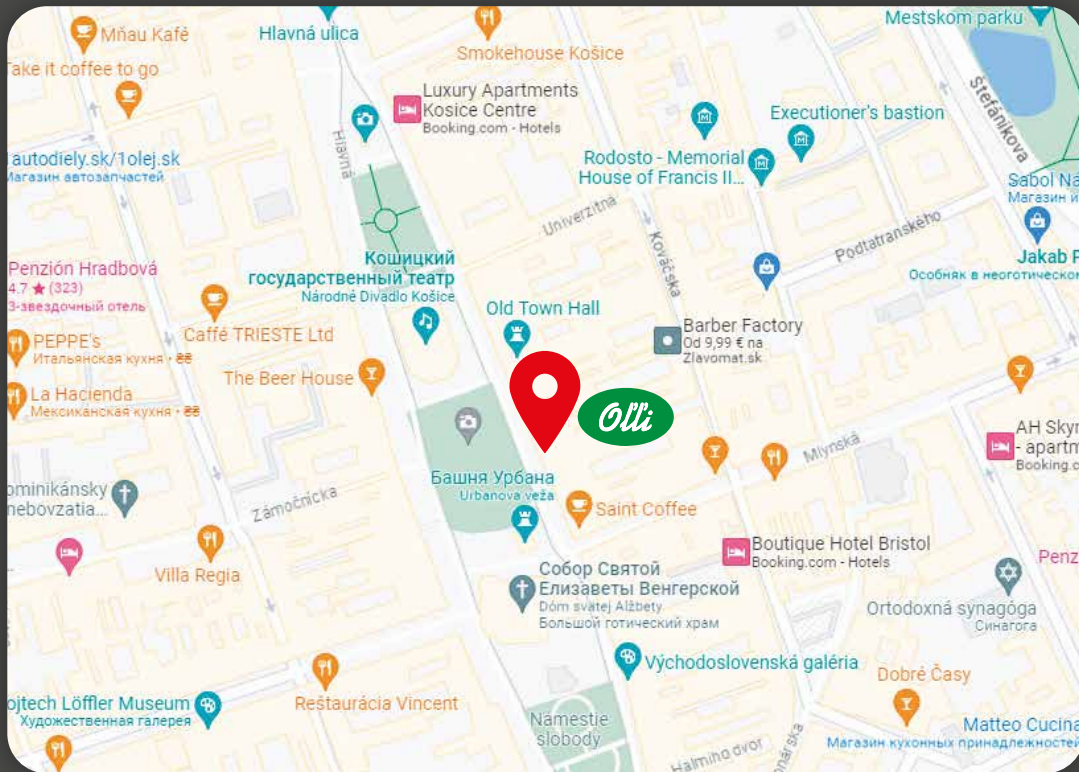 Mňau Kafé
Hlavná ulica
Smokehouse Košice
Mestskom parku
Take it coffee to go
Luxury Apartments
Kosice Centre
Booking.com - Hotels
Štefánikova
Executioner's bastion
Hlavná
autodiely.sk/1olej.sk
Магазин автозапчастей
Rodosto - Memorial
House of Francis II...
Sabol Ná
Магазин и
Univerzitná
Kováčska
Podtatranského
Кошицкий
государственный театр
Národné Divadlo Košice
Jakab P
Особняк в неоготическом
Penzión Hradbová
4.7 ★ (323)
3-звездочный отель
Old Town Hall
Caffé TRIESTE Ltd
Barber Factory
Od 9,99 € na
Zlavomat.sk
PEPPE's
Итальянская кухня · ₴₴
The Beer House
La Hacienda
Мексиканская кухня · ₴₴
Oľľi
AH Skyr
- apartm
Booking.c
Mlynská
Башня Урбана
Urbanova veža
ominikánsky
nebovzatia...
Zámočnícka
Saint Coffee
Boutique Hotel Bristol
Booking.com - Hotels
Penz
Villa Regia
Собор Святой
Елизаветы Венгерской
Dóm svätej Alžbety
Большой готический храм
Ortodoxná synagóga
Синагога
Východoslovenská galéria
Dobré Časy
ojtech Löffler Museum
Художественная галерея
Reštaurácia Vincent
Námestie
slobody
Matteo Cucina
Магазин кухонных принадлежностей
Halmiho dvor